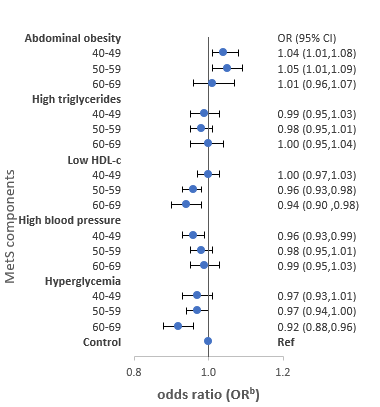 Abdominal obesity OR (95% CI)
40-49 1.04 (1.01,1.08)
50-59 1.05 (1.01,1.09)
60-69 1.01 (0.96,1.07)
High triglycerides
40-49 0.99 (0.95,1.03)
50-59 0.98 (0.95,1.01)
60-69 1.00 (0.95,1.04)
Low HDL-c
40-49 1.00 (0.97,1.03)
50-59 0.96 (0.93,0.98)
60-69 0.94 (0.90 ,0.98)
High blood pressure
40-49 0.96 (0.93,0.99)
50-59 0.98 (0.95,1.01)
60-69 0.99 (0.95,1.03)
Hyperglycemia
40-49 0.97 (0.93,1.01)
50-59 0.97 (0.94,1.00)
60-69 0.92 (0.88,0.96)
Control Ref
MetS components
0.8 1.0 1.2
odds ratio (ORᵇ)